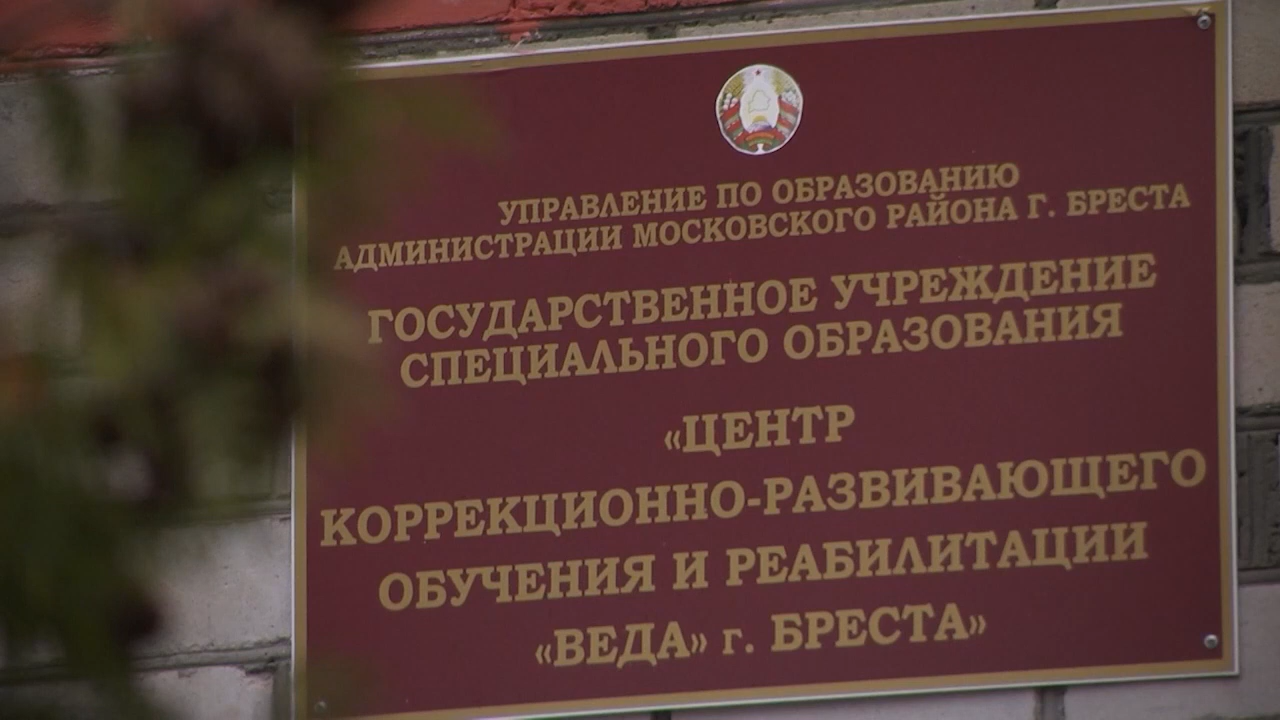 УПРАВЛЕНИЕ ПО ОБРАЗОВАНИЮ
АДМИНИСТРАЦИИ МОСКОВСКОГО РАЙОНА Г. БРЕСТА
ГОСУДАРСТВЕННОЕ УЧРЕЖДЕНИЕ
СПЕЦИАЛЬНОГО ОБРАЗОВАНИЯ
«ЦЕНТР
КОРРЕКЦИОННО-РАЗВИВАЮЩЕГО
ОБУЧЕНИЯ И РЕАБИЛИТАЦИИ
«ВЕДА» г. БРЕСТА»